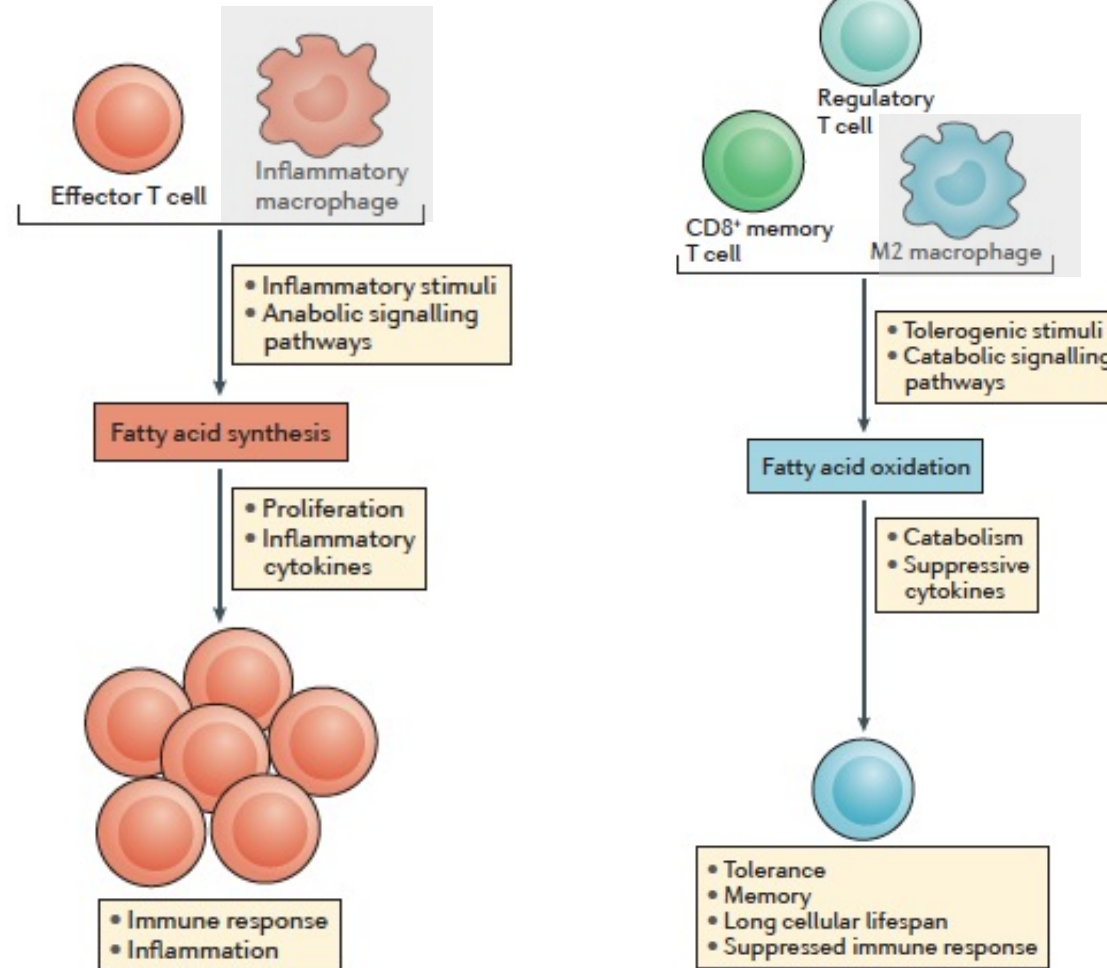 Effector T cell
Inflammatory
macrophage
• Inflammatory stimuli
• Anabolic signalling
pathways
Fatty acid synthesis
• Proliferation
• Inflammatory
cytokines
• Immune response
• Inflammation
Regulatory
T cell
CD8⁺ memory
T cell
M2 macrophage
• Tolerogenic stimuli
• Catabolic signalling
pathways
Fatty acid oxidation
• Catabolism
• Suppressive
cytokines
• Tolerance
• Memory
• Long cellular lifespan
• Suppressed immune response